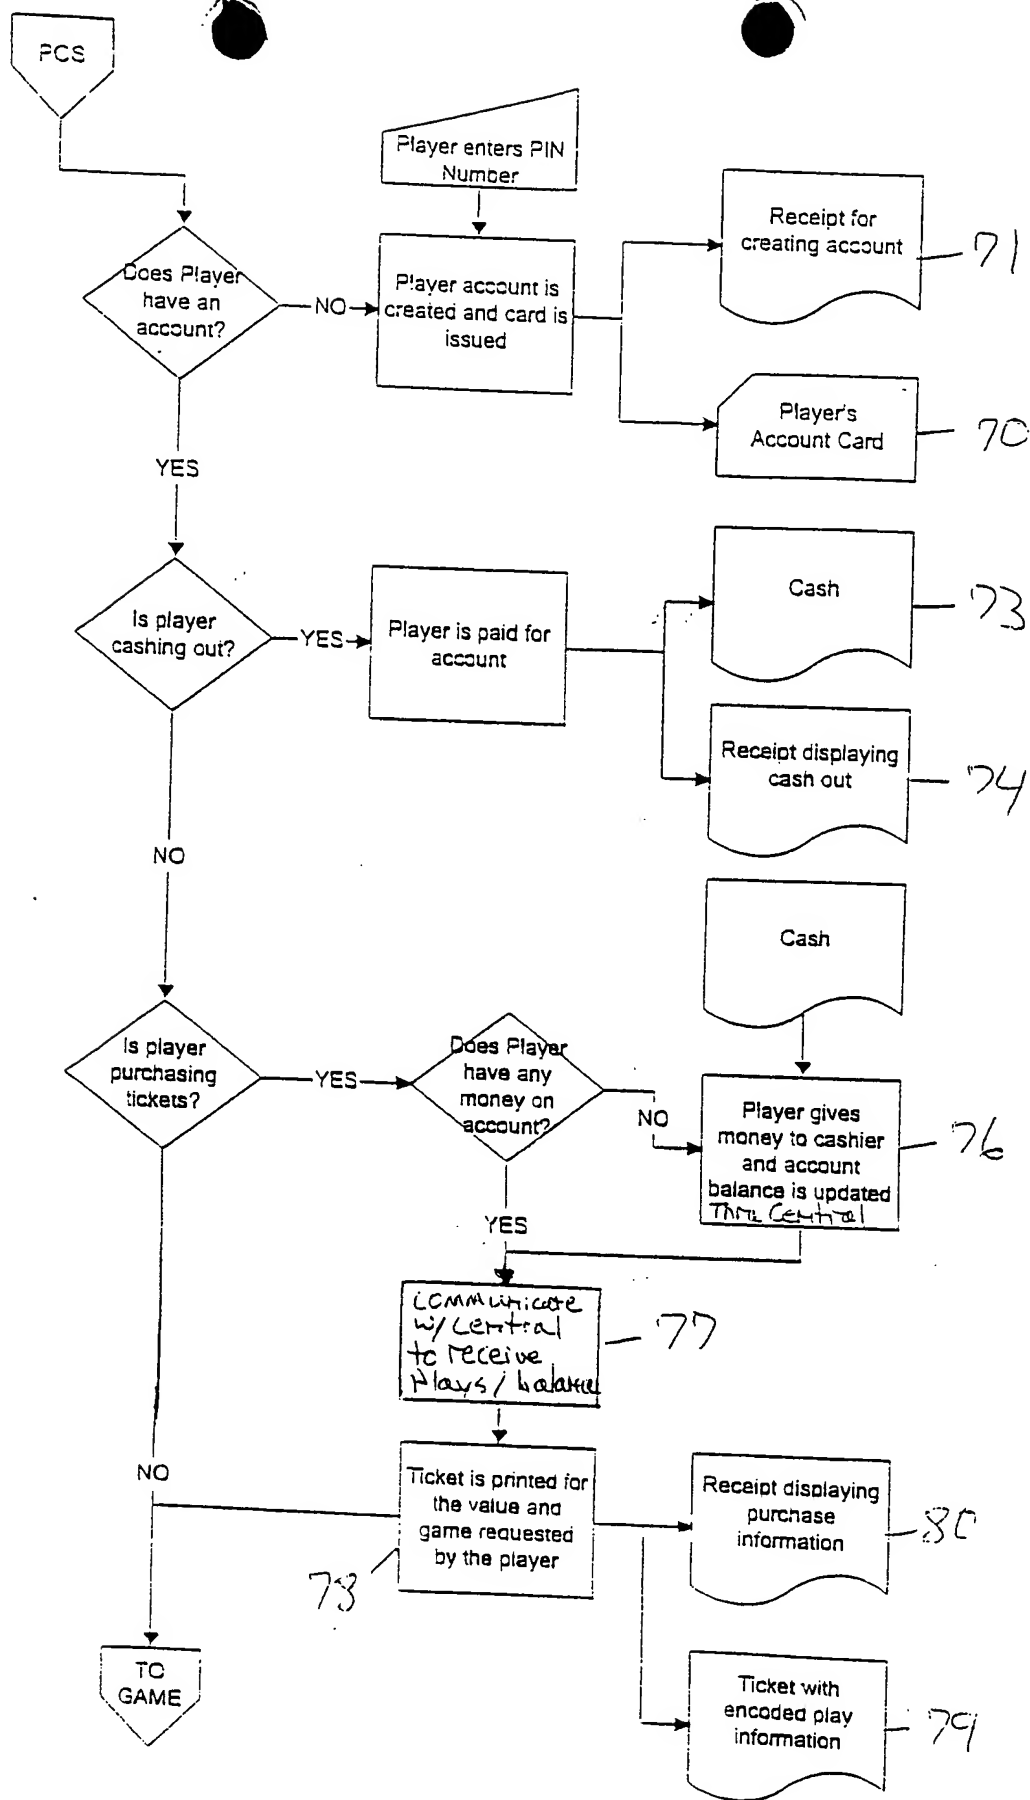 PCS
Player enters PIN
Number
Does Player
have an
account?
NO
Player account is
created and card is
issued
Receipt for
creating account
71
Player's
Account Card
70
YES
Is player
cashing out?
YES
Player is paid for
account
Cash
73
Receipt displaying
cash out
74
NO
Cash
Is player
purchasing
tickets?
YES
Does Player
have any
money on
account?
NO
Player gives
money to cashier
and account
balance is updated
Thru Central
76
YES
Communicate
w/ Central
to receive
Plays / balance
77
NO
Ticket is printed for
the value and
game requested
by the player
78
Receipt displaying
purchase
information
80
TO
GAME
Ticket with
encoded play
information
79